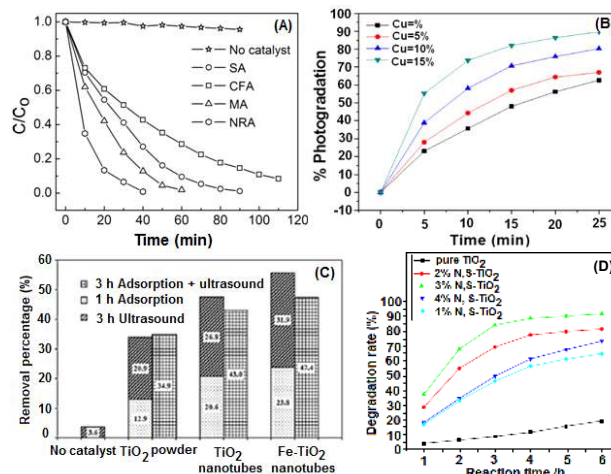 (A)
C/C₀
1.0
0.8
0.6
0.4
0.2
0.0
No catalyst
SA
CFA
MA
NRA
0 20 40 60 80 100 120
Time (min)
(B)
% Photogradation
100
90
80
70
60
50
40
30
20
10
0
-10
Cu=%
Cu=5%
Cu=10%
Cu=15%
0 5 10 15 20 25
Time (min)
(C)
Removal percentage (%)
60
50
40
30
20
10
0
3 h Adsorption + ultrasound
1 h Adsorption
3 h Ultrasound
3.6
20.9
12.9
34.9
26.8
20.6
43.0
31.9
23.8
47.4
No catalyst TiO₂ powder TiO₂ nanotubes Fe-TiO₂ nanotubes
(D)
Degradation rate (%)
pure TiO₂
2% N, S-TiO₂
3% N,S-TiO₂
4% N, S-TiO₂
1% N, S-TiO₂
90
80
70
60
50
40
30
20
10
0
1 2 3 4 5 6
Reaction time /h